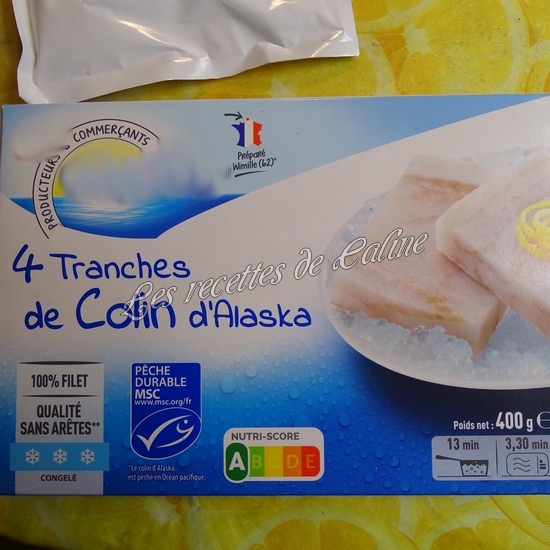 PRODUCTEURS & COMMERÇANTS
Préparé
Wimille (62)*
4 Tranches
de Colin d'Alaska
Les recettes de Caline
100% FILET
QUALITÉ
SANS ARÊTES**
CONGELÉ
PÊCHE
DURABLE
MSC
www.msc.org/fr
*Le colin d'Alaska
est pêché en Océan pacifique.
NUTRI-SCORE
A B C D E
Poids net : 400g e
13 min
3,30 min